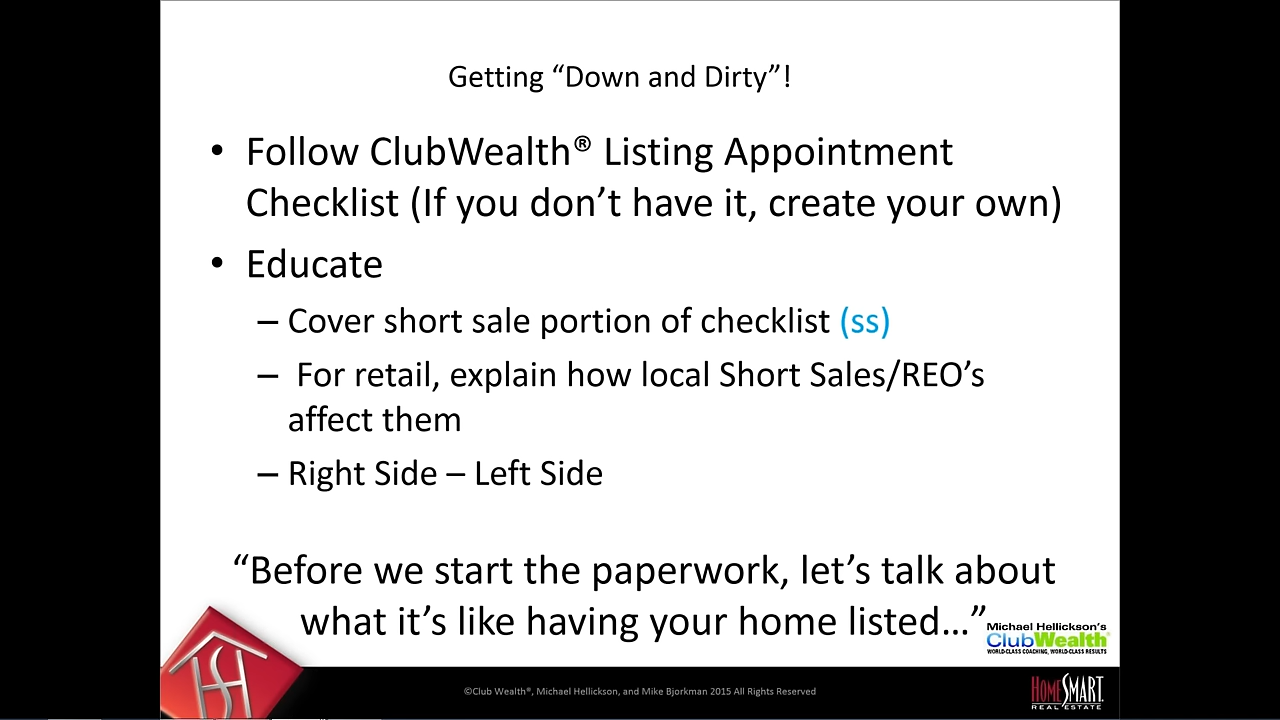 Getting “Down and Dirty”!
• Follow ClubWealth® Listing Appointment
Checklist (If you don’t have it, create your own)
• Educate
– Cover short sale portion of checklist (ss)
– For retail, explain how local Short Sales/REO’s
affect them
– Right Side – Left Side
“Before we start the paperwork, let’s talk about
what it’s like having your home listed…”
Michael Hellickson's
ClubWealth®
WORLD-CLASS COACHING, WORLD-CLASS RESULTS
©Club Wealth®, Michael Hellickson, and Mike Bjorkman 2015 All Rights Reserved
HOMESMART
REAL ESTATE